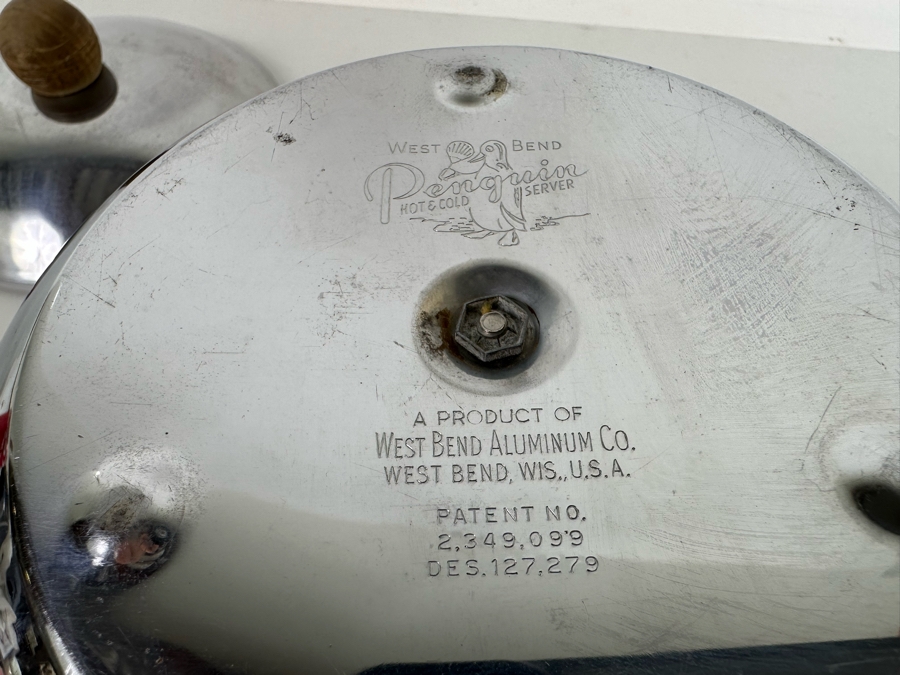 WEST BEND
Penguin
HOT & COLD SERVER
A PRODUCT OF
WEST BEND ALUMINUM CO.
WEST BEND, WIS., U.S.A.
PATENT NO.
2,349,099
DES. 127,279